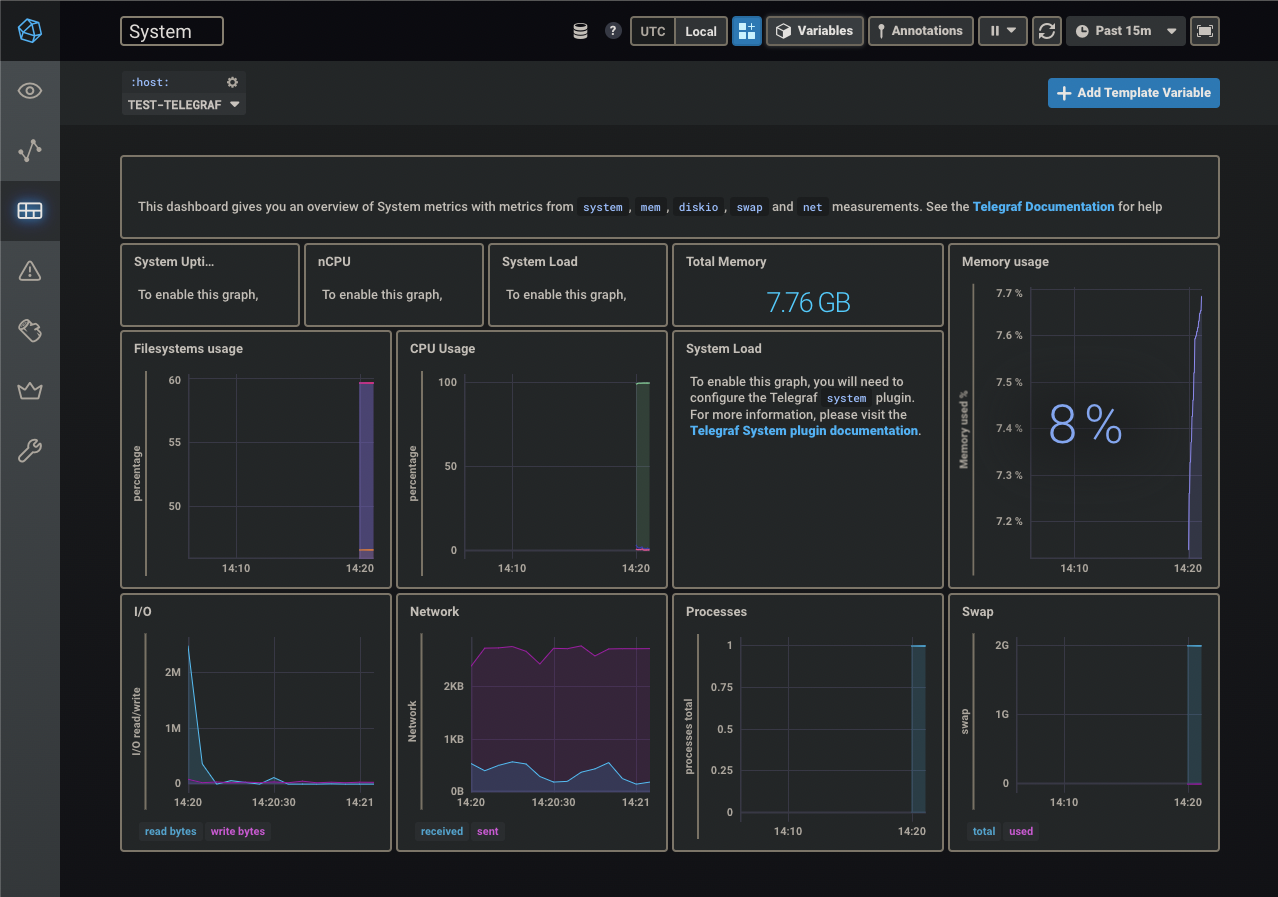 System
? UTC Local Variables Annotations Past 15m
:host:
TEST-TELEGRAF
Add Template Variable
This dashboard gives you an overview of System metrics with metrics from system , mem , diskio , swap and net measurements. See the Telegraf Documentation for help
System Upti...
To enable this graph,
nCPU
To enable this graph,
System Load
To enable this graph,
Total Memory
7.76 GB
Memory usage
Memory used %
7.7 %
7.6 %
7.5 %
7.4 %
7.3 %
7.2 %
8 %
14:10 14:20
Filesystems usage
percentage
60
55
50
14:10 14:20
CPU Usage
percentage
100
50
0
14:10 14:20
System Load
To enable this graph, you will need to
configure the Telegraf system plugin.
For more information, please visit the
Telegraf System plugin documentation.
I/O
I/O read/write
2M
1M
0
14:20 14:20:30 14:21
read bytes write bytes
Network
Network
2KB
1KB
0B
14:20 14:20:30 14:21
received sent
Processes
processes total
1
0.75
0.5
0.25
0
14:10 14:20
Swap
swap
2G
1G
0
14:10 14:20
total used